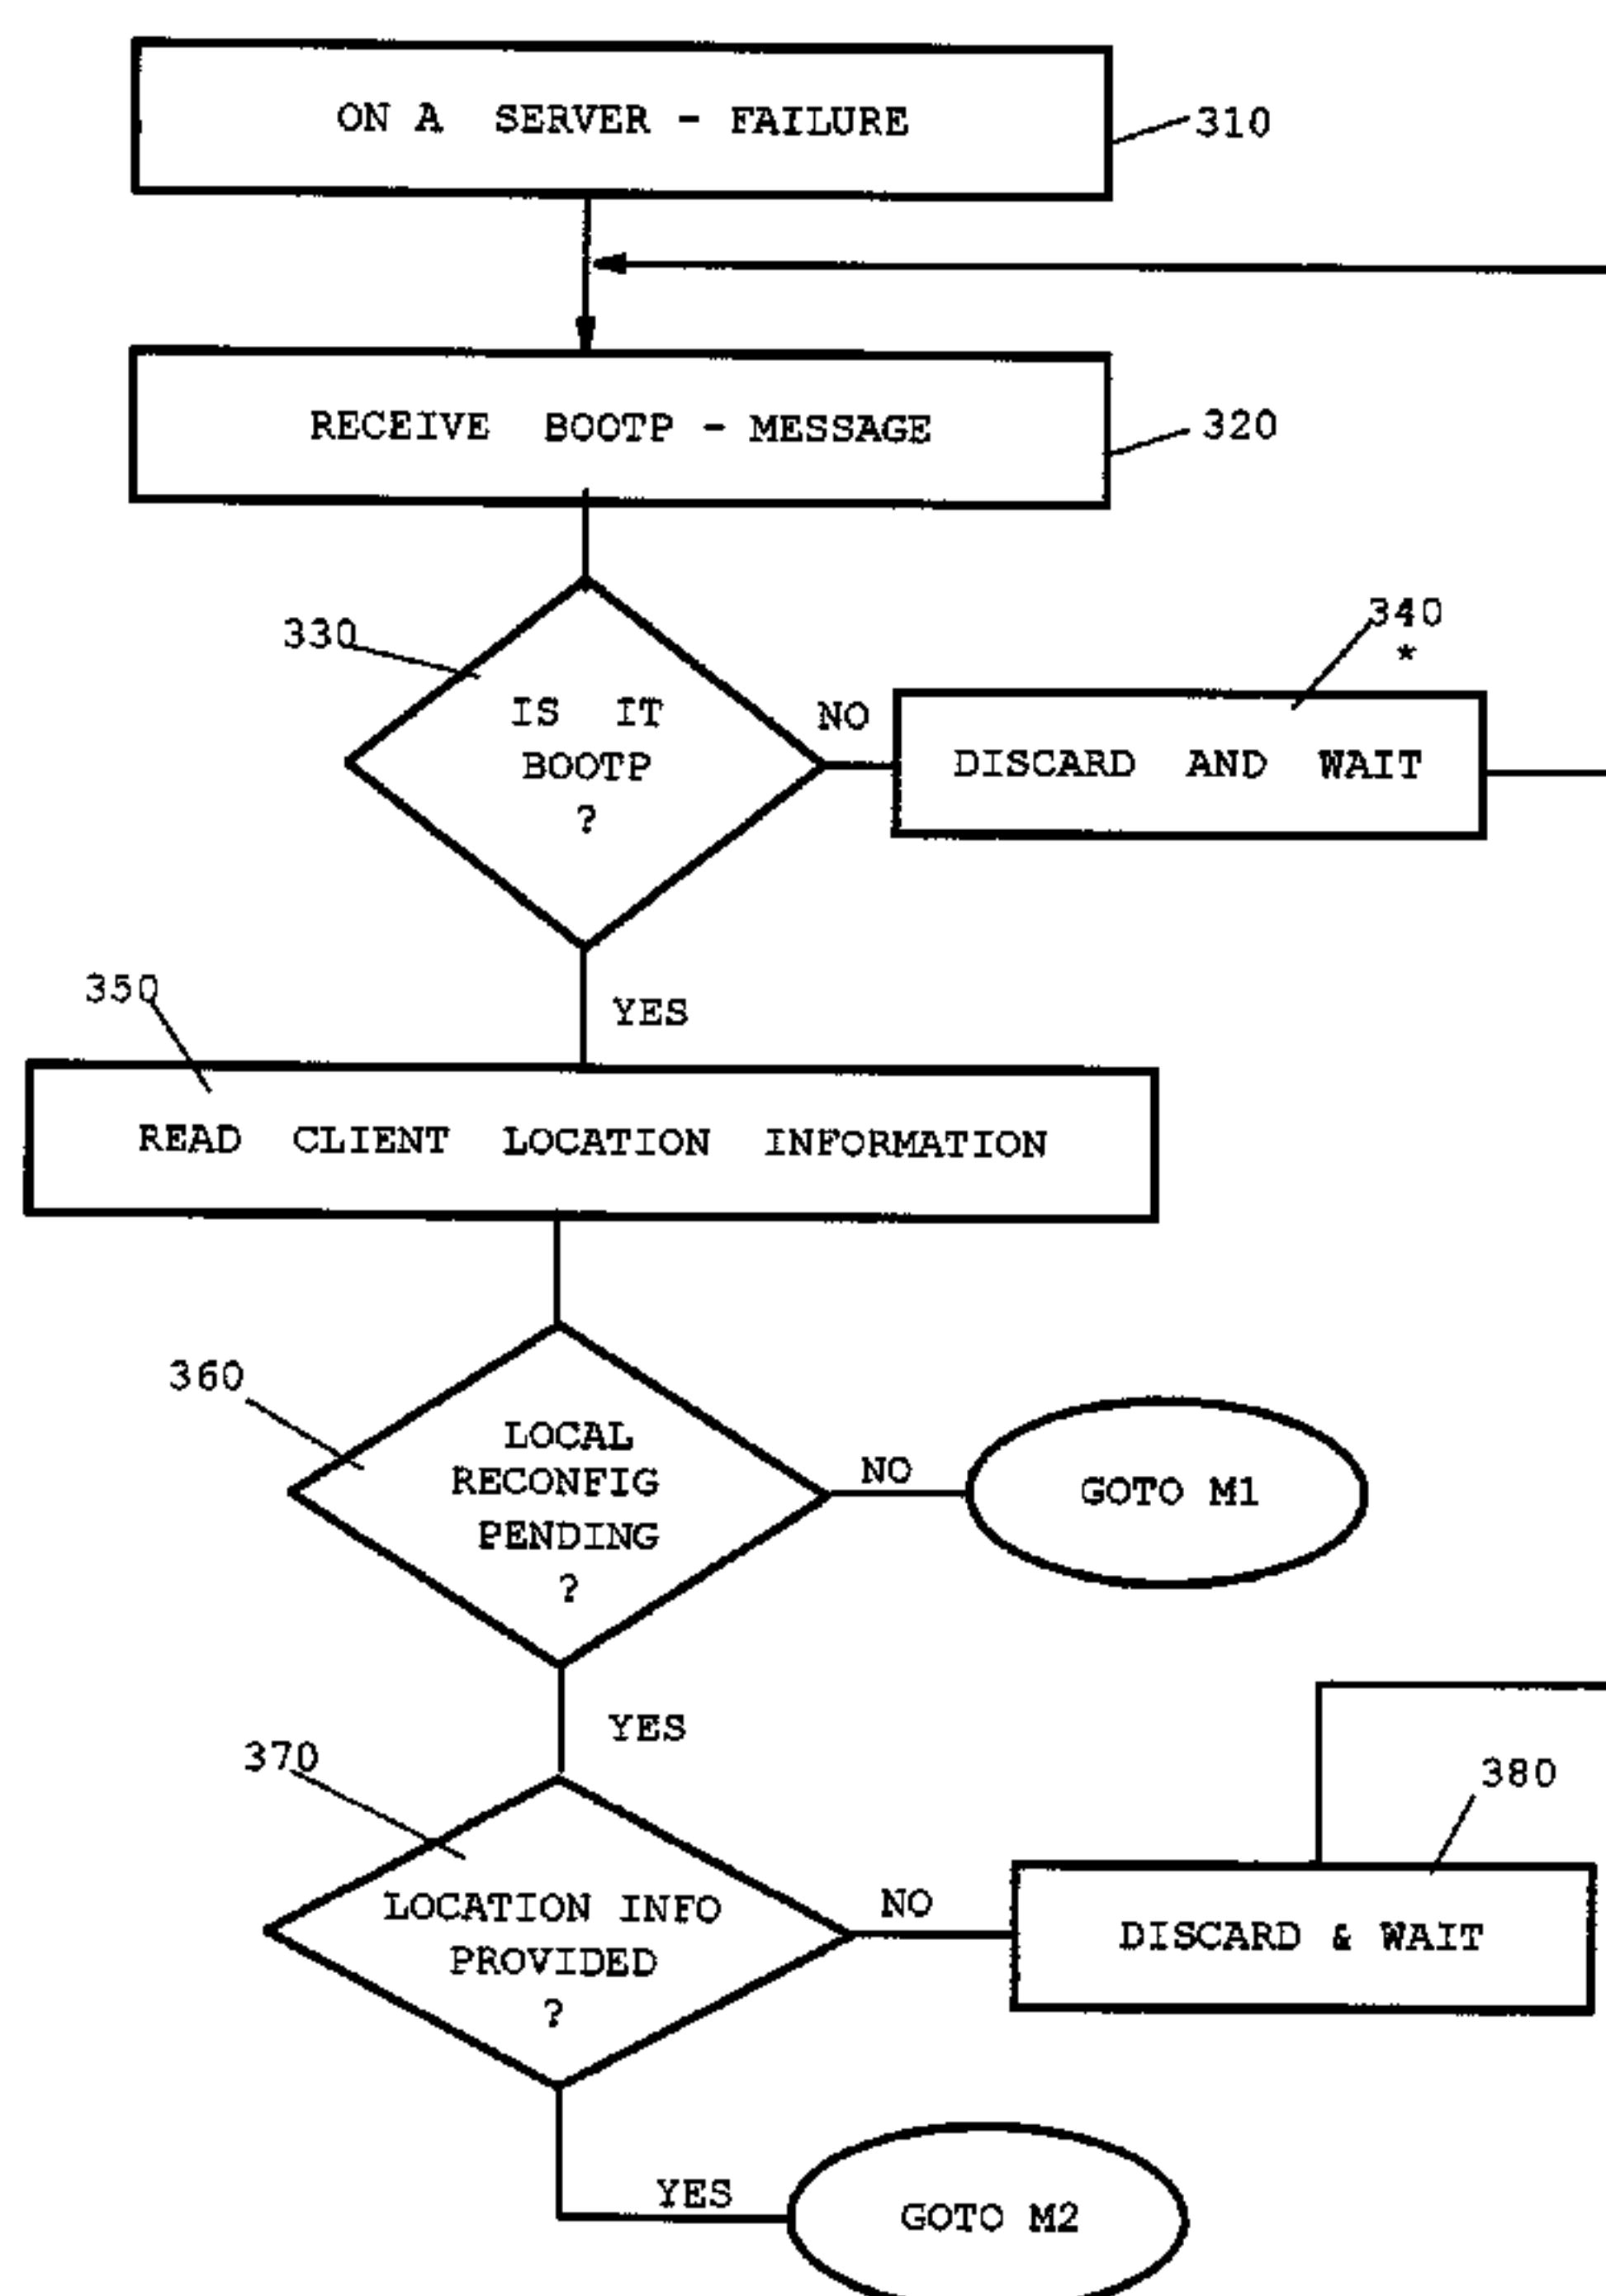 ON A SERVER - FAILURE
310
RECEIVE BOOTP - MESSAGE
320
330
IS IT
BOOTP
?
NO
340
*
DISCARD AND WAIT
YES
350
READ CLIENT LOCATION INFORMATION
360
LOCAL
RECONFIG
PENDING
?
NO
GOTO M1
YES
370
LOCATION INFO
PROVIDED
?
NO
380
DISCARD & WAIT
YES
GOTO M2